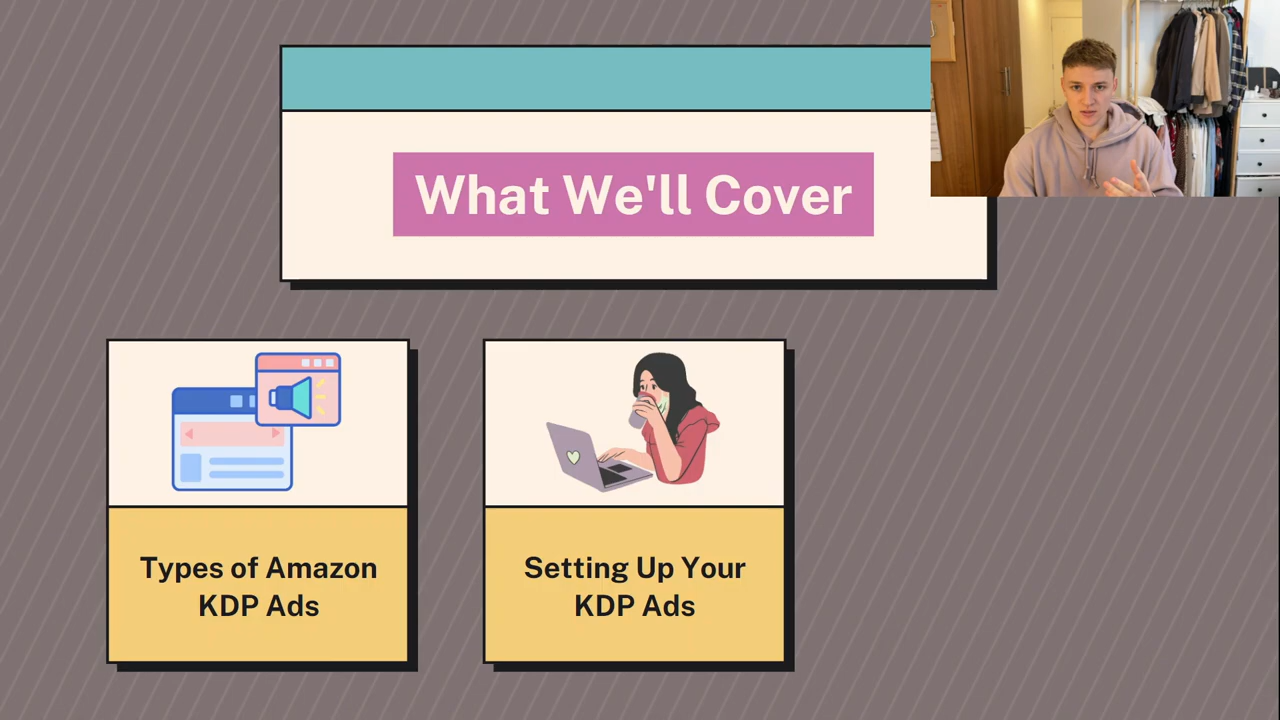 What We'll Cover
Types of Amazon
KDP Ads
Setting Up Your
KDP Ads